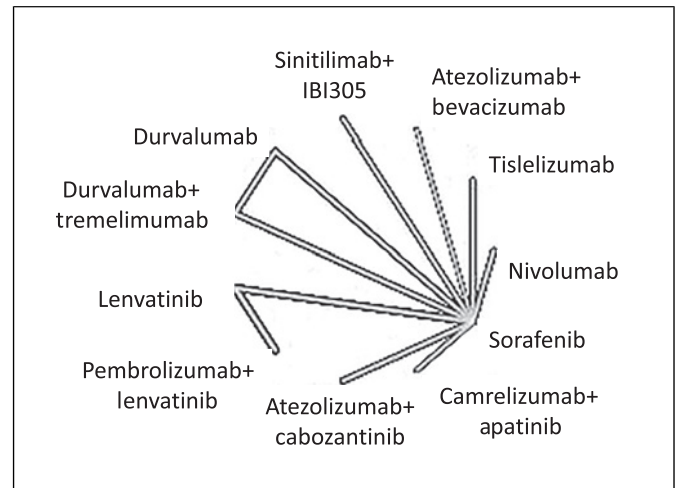 Sinitilimab+
IBI305
Atezolizumab+
bevacizumab
Durvalumab
Tislelizumab
Durvalumab+
tremelimumab
Nivolumab
Lenvatinib
Sorafenib
Pembrolizumab+
lenvatinib
Atezolizumab+
cabozantinib
Camrelizumab+
apatinib